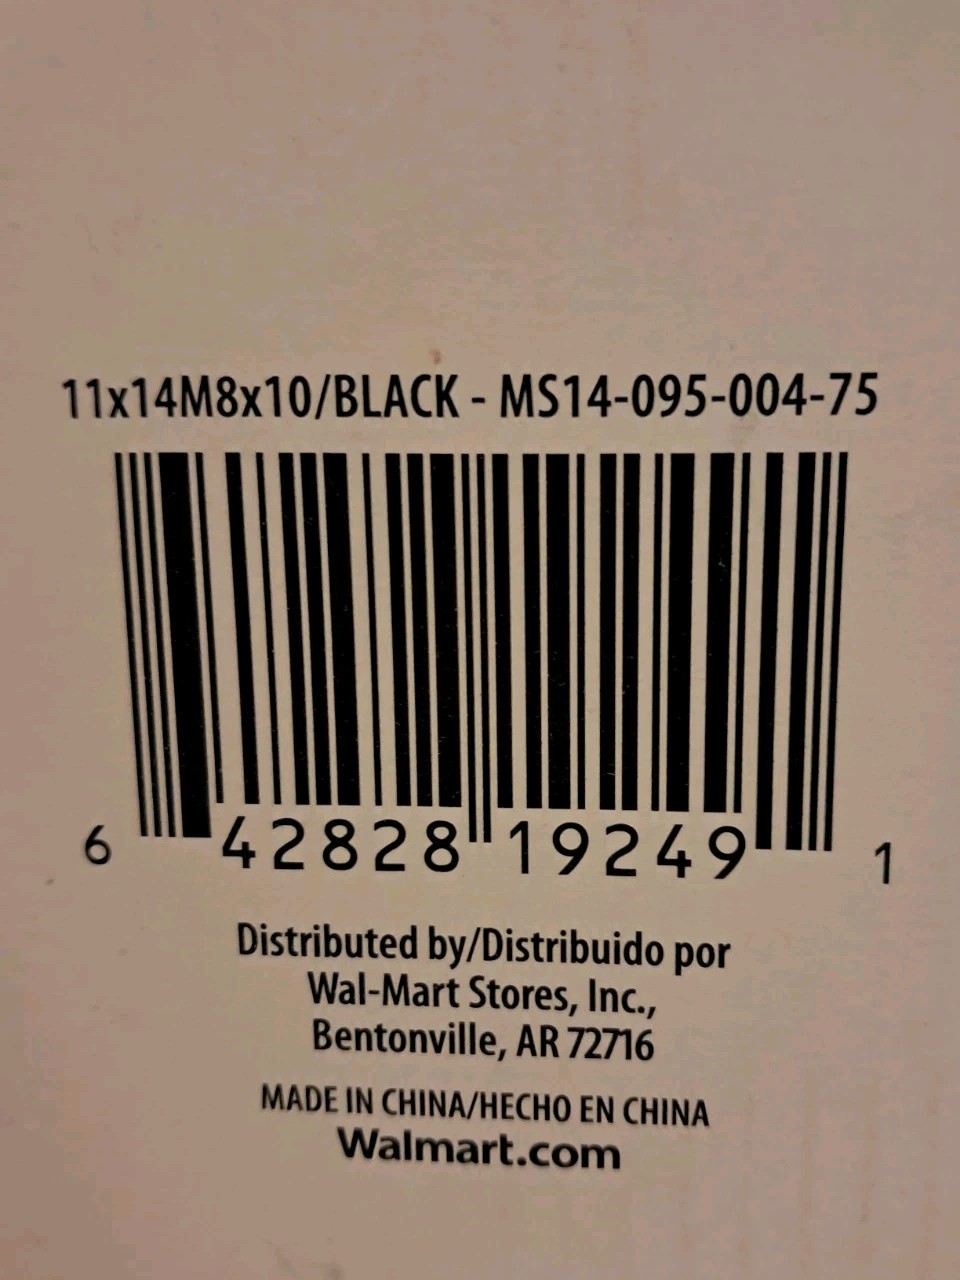 11x14M8x10/BLACK - MS14-095-004-75
6 42828 19249 1
Distributed by/Distribuido por
Wal-Mart Stores, Inc.,
Bentonville, AR 72716
MADE IN CHINA/HECHO EN CHINA
Walmart.com